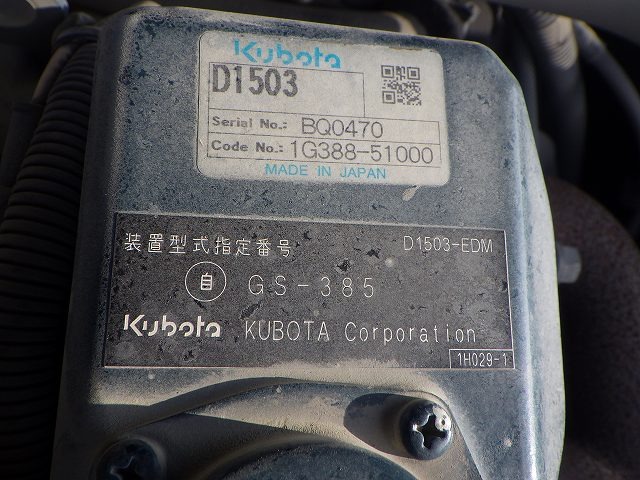 Kubota
D1503
Serial No.: BQ0470
Code No.: 1G388-51000
MADE IN JAPAN
装置型式指定番号 D1503-EDM
自 GS-385
Kubota KUBOTA Corporation
1H029-1